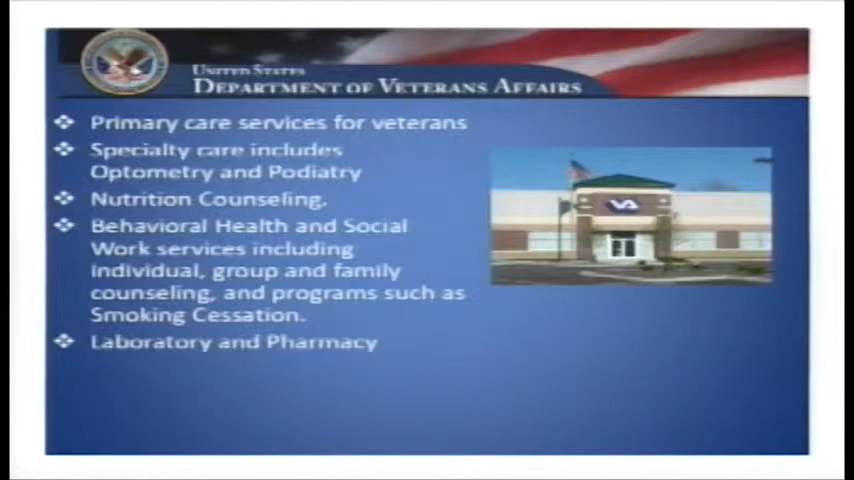 UNITED STATES
DEPARTMENT OF VETERANS AFFAIRS
Primary care services for veterans
Specialty care includes
Optometry and Podiatry
Nutrition Counseling.
Behavioral Health and Social
Work services including
individual, group and family
counseling, and programs such as
Smoking Cessation.
Laboratory and Pharmacy
VA